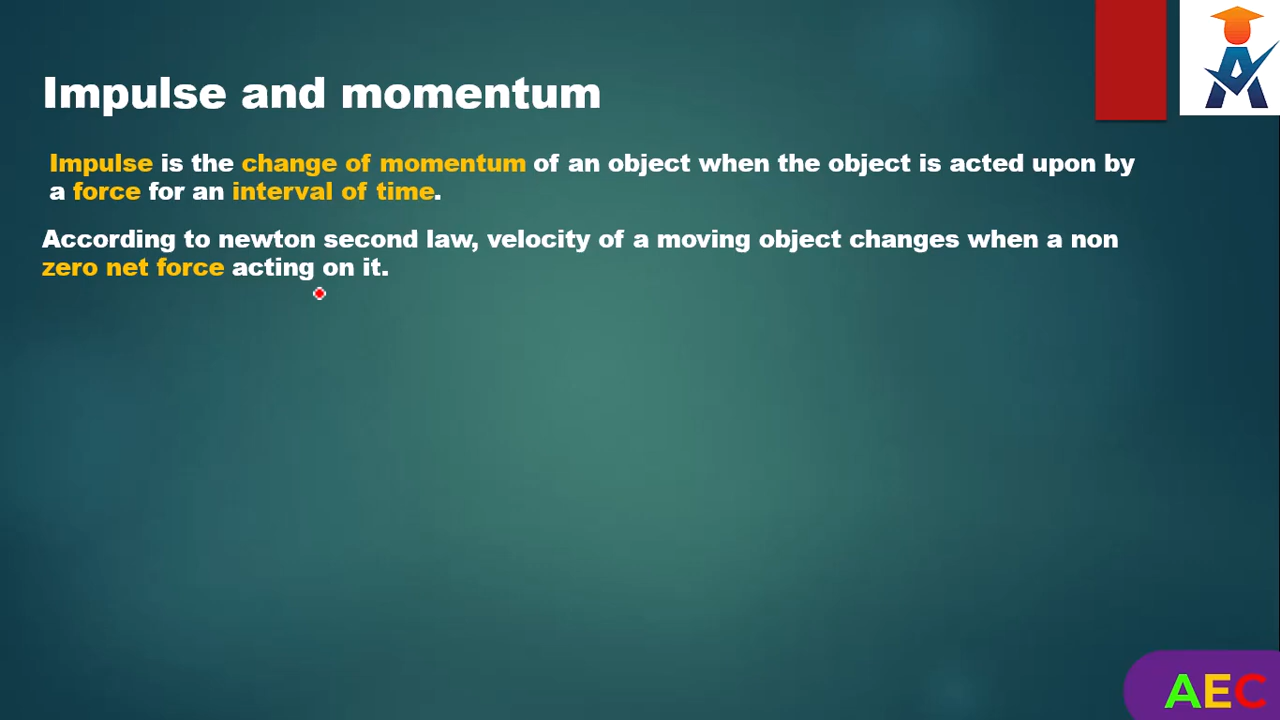 Impulse and momentum
Impulse is the change of momentum of an object when the object is acted upon by
a force for an interval of time.
According to newton second law, velocity of a moving object changes when a non
zero net force acting on it.
AEC